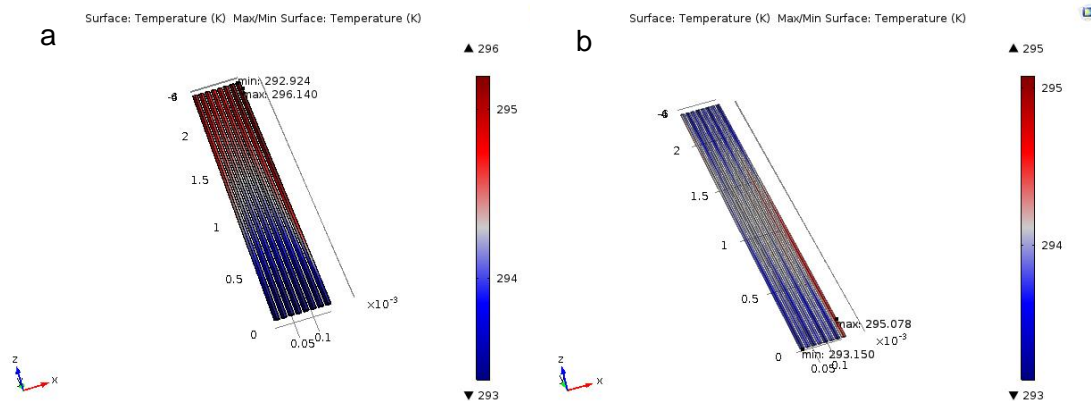 Surface: Temperature (K) Max/Min Surface: Temperature (K)
a
▲ 296
min: 292.924
max: 296.140
2
1.5
1
0.5
0
0.05
0.1
×10⁻³
295
294
▼ 293
z
y
x
Surface: Temperature (K) Max/Min Surface: Temperature (K)
b
▲ 295
2
1.5
1
0.5
0
max: 295.078
×10⁻³
min: 293.150
0.05
0.1
295
294
▼ 293
z
x